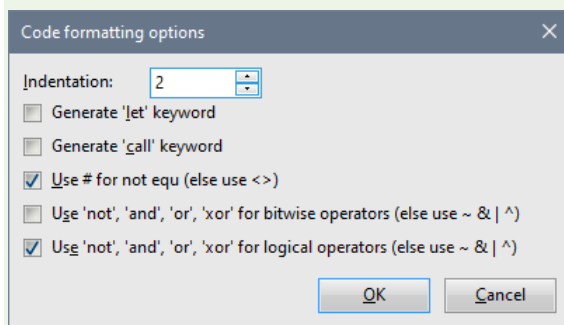 Code formatting options
Indentation: 2
Generate 'let' keyword
Generate 'call' keyword
Use # for not equ (else use <>)
Use 'not', 'and', 'or', 'xor' for bitwise operators (else use ~ & | ^)
Use 'not', 'and', 'or', 'xor' for logical operators (else use ~ & | ^)
OK Cancel